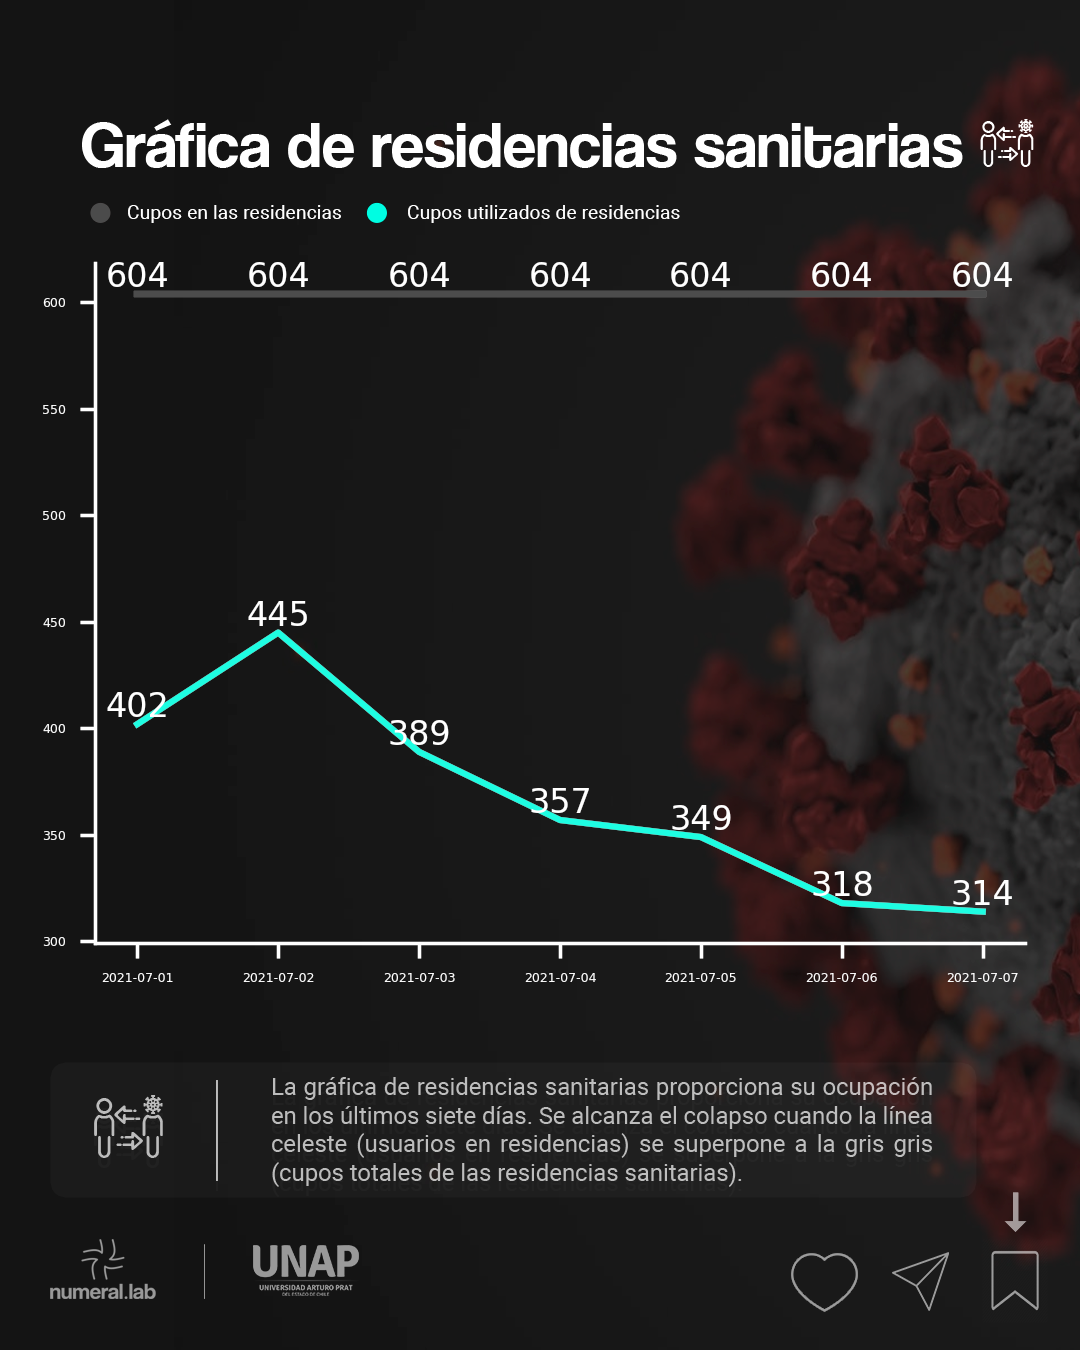 Gráfica de residencias sanitarias
Cupos en las residencias Cupos utilizados de residencias
604 604 604 604 604 604 604
600
550
500
450
400
350
300
402 445 389 357 349 318 314
2021-07-01 2021-07-02 2021-07-03 2021-07-04 2021-07-05 2021-07-06 2021-07-07
La gráfica de residencias sanitarias proporciona su ocupación
en los últimos siete días. Se alcanza el colapso cuando la línea
celeste (usuarios en residencias) se superpone a la gris gris
(cupos totales de las residencias sanitarias).
numeral.lab
UNAP
UNIVERSIDAD ARTURO PRAT
DEL ESTADO DE CHILE